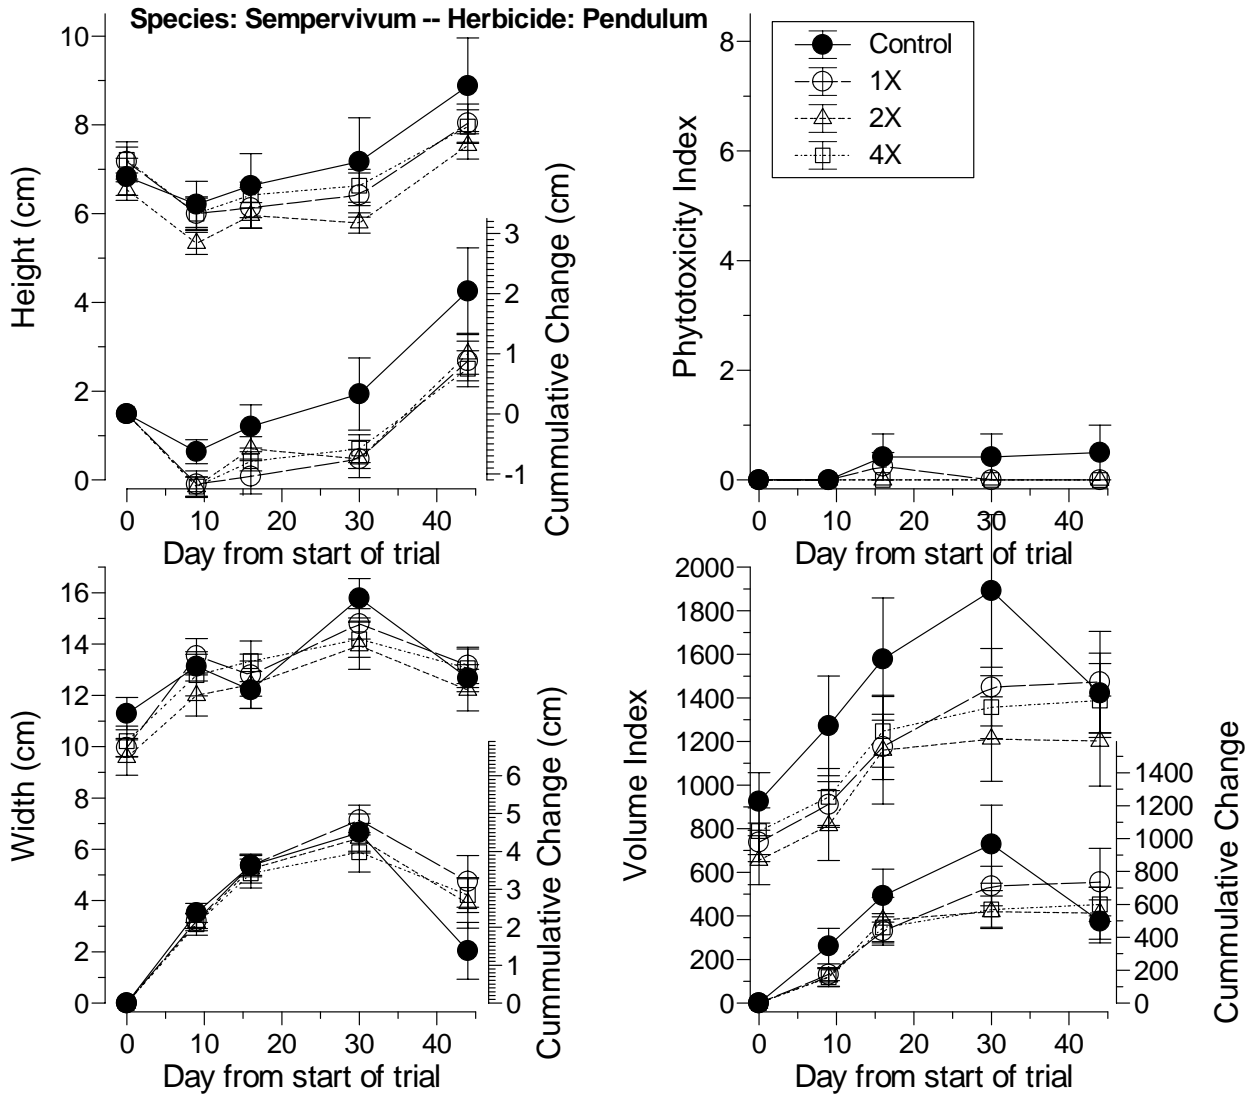 Species: Sempervivum -- Herbicide: Pendulum
10
8
6
4
2
0
Height (cm)
3
2
1
0
-1
Cummulative Change (cm)
0 10 20 30 40
Day from start of trial
8
6
4
2
0
Phytotoxicity Index
Control
1X
2X
4X
0 10 20 30 40
Day from start of trial
16
14
12
10
8
6
4
2
0
Width (cm)
6
5
4
3
2
1
0
Cummulative Change (cm)
0 10 20 30 40
Day from start of trial
2000
1800
1600
1400
1200
1000
800
600
400
200
0
Volume Index
1400
1200
1000
800
600
400
200
0
Cummulative Change
0 10 20 30 40
Day from start of trial